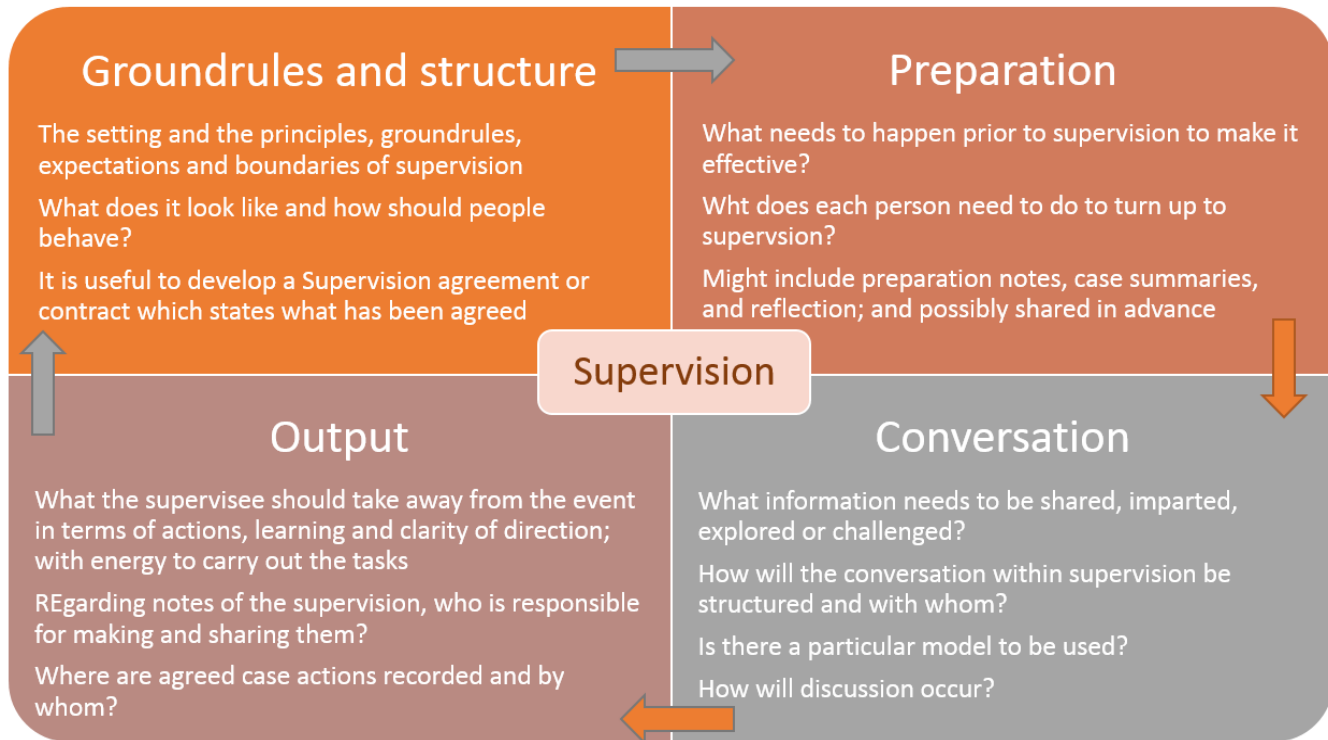 Groundrules and structure
The setting and the principles, groundrules,
expectations and boundaries of supervision
What does it look like and how should people
behave?
It is useful to develop a Supervision agreement or
contract which states what has been agreed
Preparation
What needs to happen prior to supervision to make it
effective?
Wht does each person need to do to turn up to
supervsion?
Might include preparation notes, case summaries,
and reflection; and possibly shared in advance
Supervision
Output
What the supervisee should take away from the event
in terms of actions, learning and clarity of direction;
with energy to carry out the tasks
REgarding notes of the supervision, who is responsible
for making and sharing them?
Where are agreed case actions recorded and by
whom?
Conversation
What information needs to be shared, imparted,
explored or challenged?
How will the conversation within supervision be
structured and with whom?
Is there a particular model to be used?
How will discussion occur?